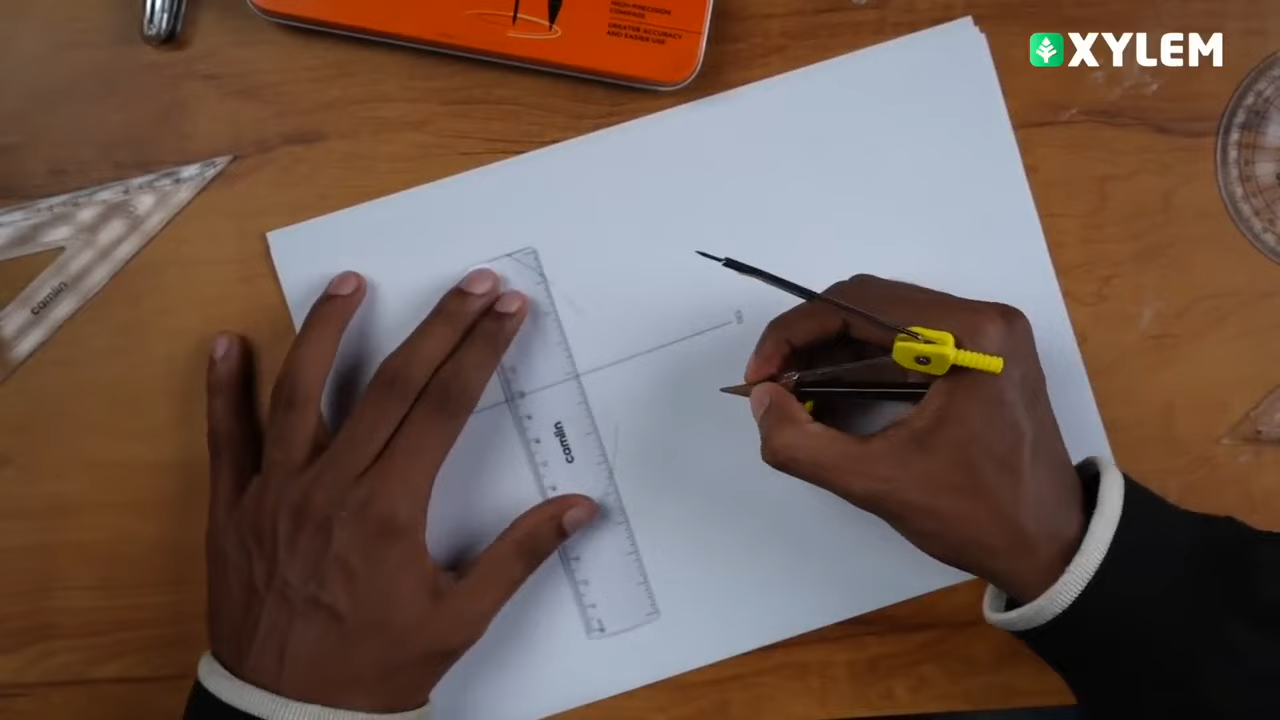 HIGH-PRECISION
COMPASS
GREATER ACCURACY
AND EASIER USE
XYLEM
camlin
camlin
B